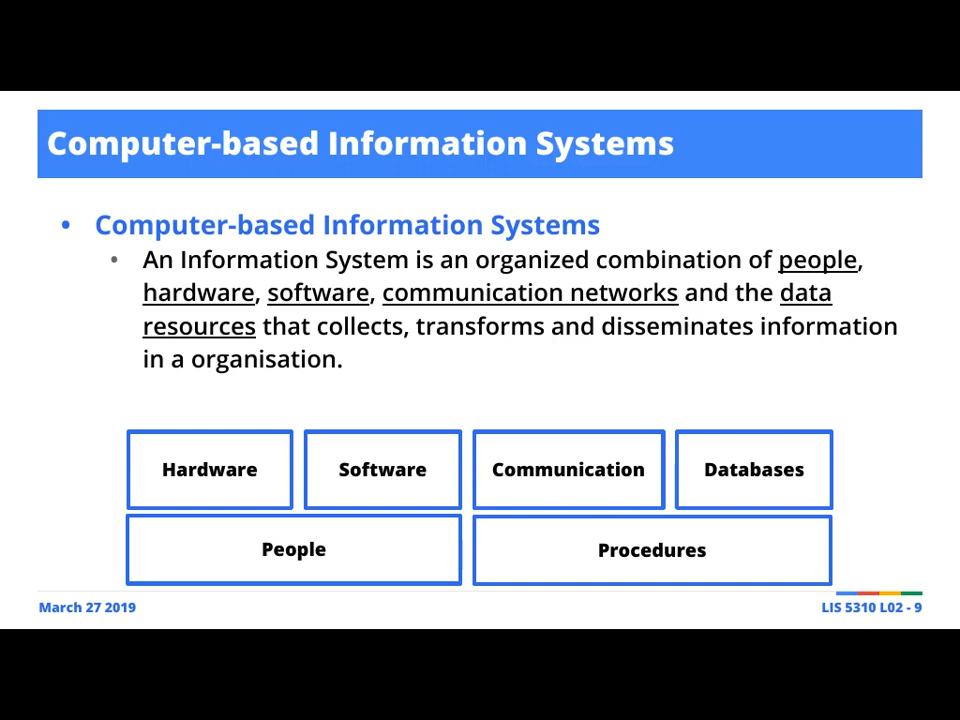 Computer-based Information Systems
• Computer-based Information Systems
• An Information System is an organized combination of people,
hardware, software, communication networks and the data
resources that collects, transforms and disseminates information
in a organisation.
Hardware
Software
Communication
Databases
People
Procedures
March 27 2019
LIS 5310 L02 - 9